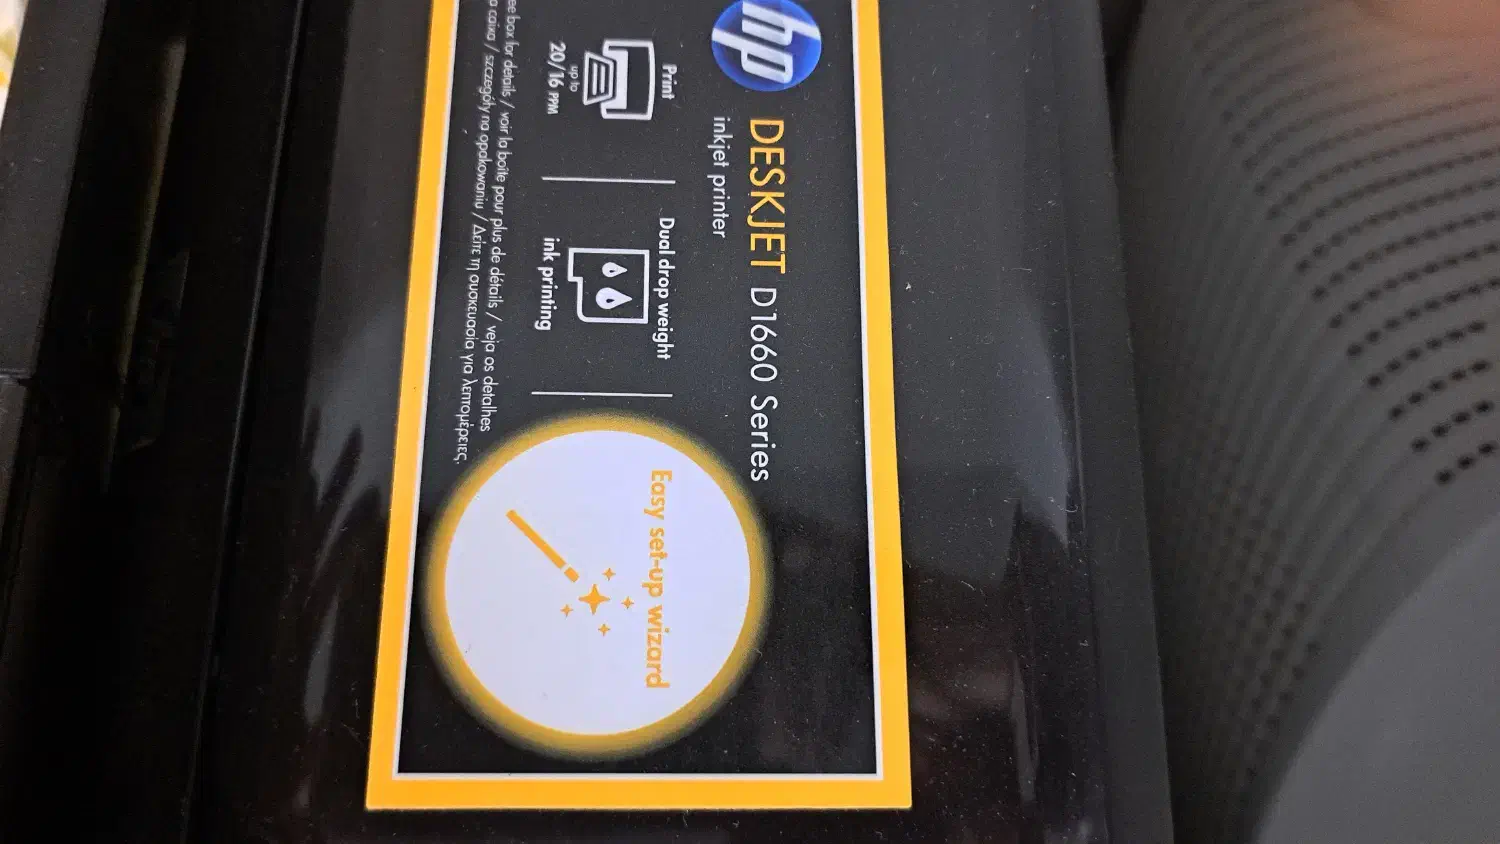 hp
DESKJET D1660 Series
inkjet printer
Print
up to
20/16 PPM
Dual drop weight
ink printing
Easy set-up wizard
box for details / voir la boîte pour plus de détails / veja os detalhes
caixa / szczegóły na opakowaniu / Δείτε τη συσκευασία για λεπτομέρειες.